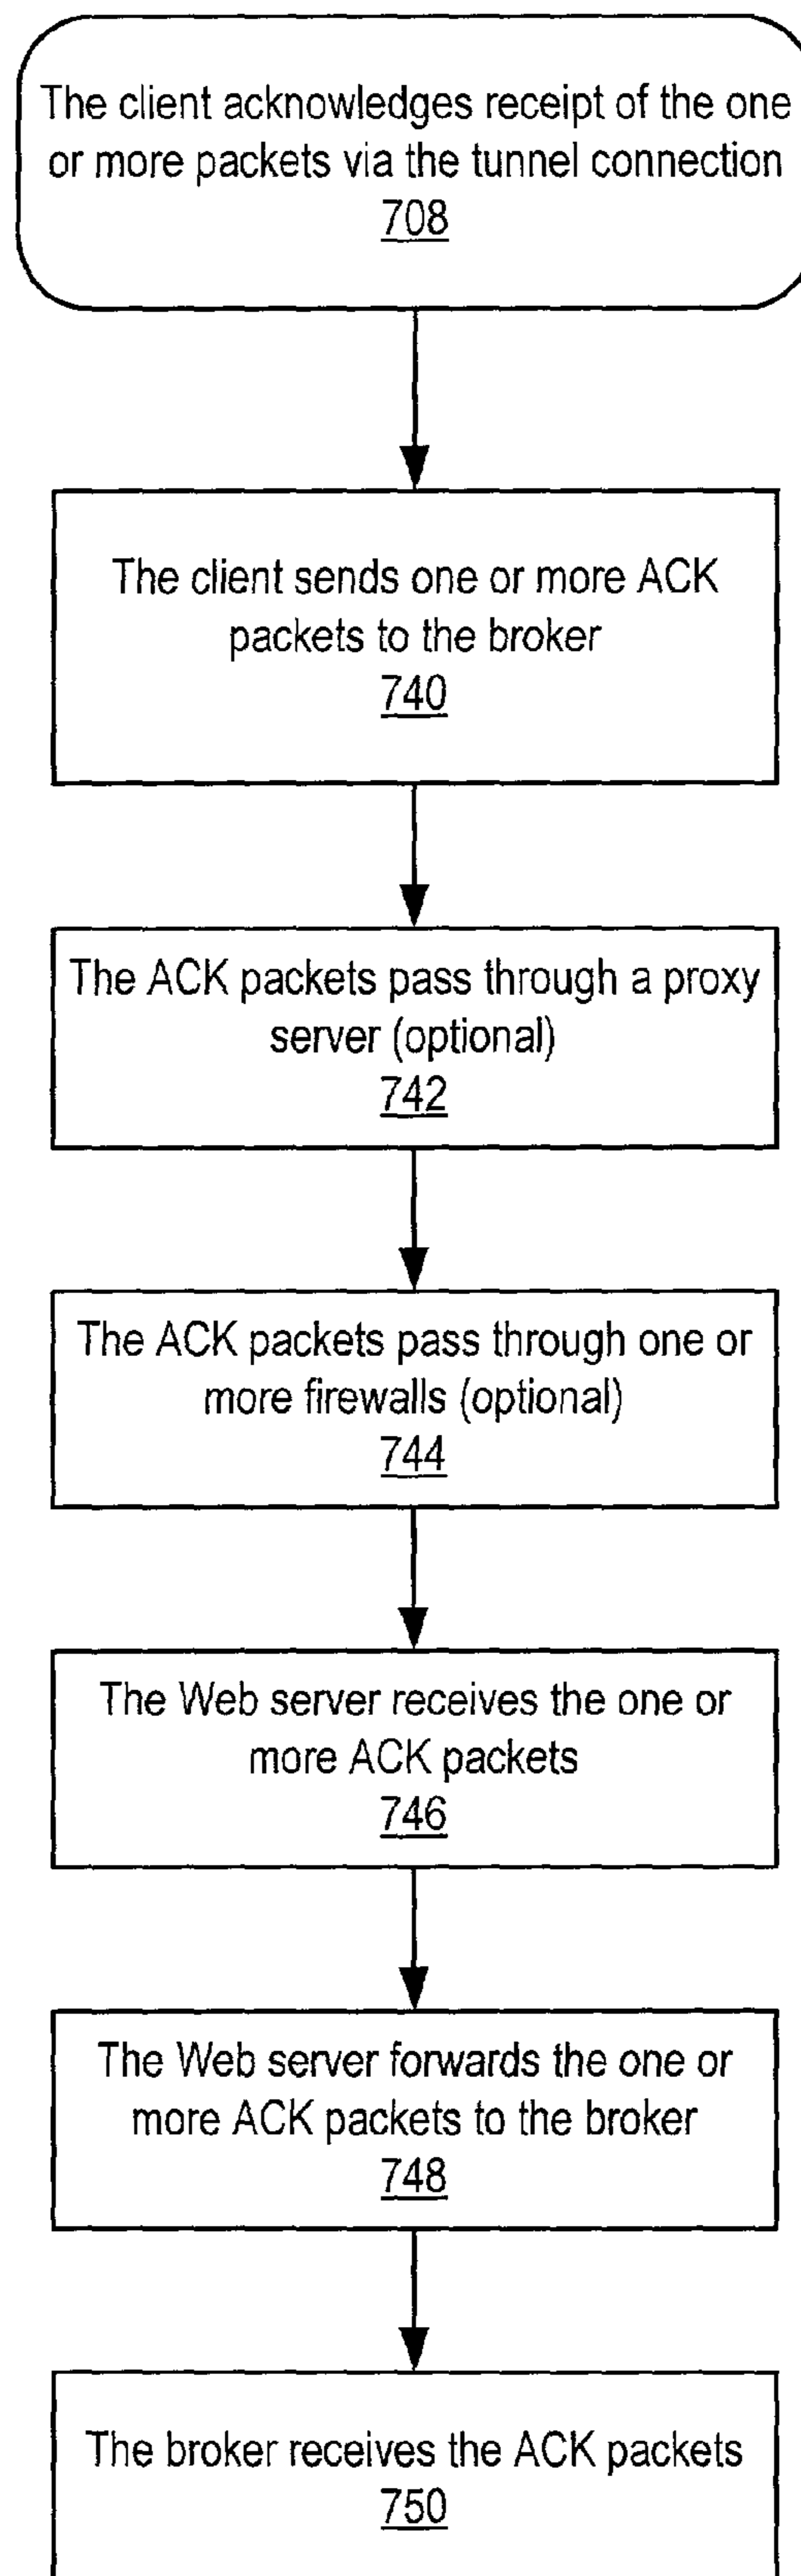 The client acknowledges receipt of the one
or more packets via the tunnel connection
708
The client sends one or more ACK
packets to the broker
740
The ACK packets pass through a proxy
server (optional)
742
The ACK packets pass through one or
more firewalls (optional)
744
The Web server receives the one or
more ACK packets
746
The Web server forwards the one or
more ACK packets to the broker
748
The broker receives the ACK packets
750